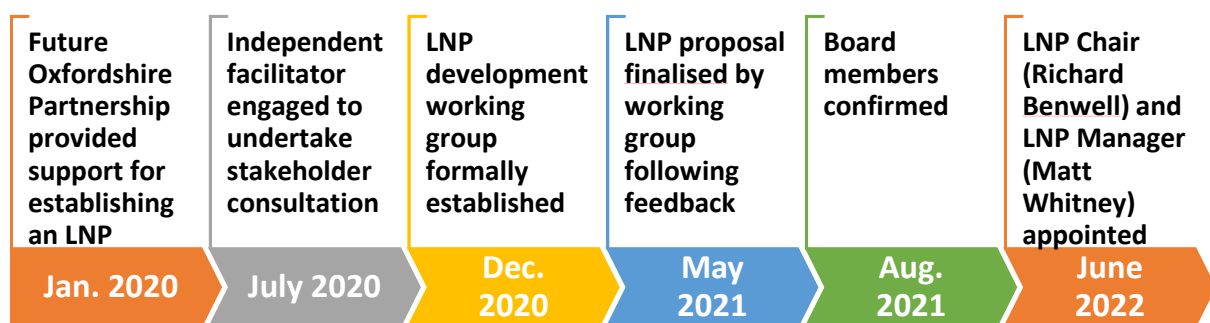 Future
Oxfordshire
Partnership
provided
support for
establishing
an LNP
Jan. 2020
Independent
facilitator
engaged to
undertake
stakeholder
consultation
July 2020
LNP
development
working
group
formally
established
Dec.
2020
LNP proposal
finalised by
working
group
following
feedback
May
2021
Board
members
confirmed
Aug.
2021
LNP Chair
(Richard
Benwell) and
LNP Manager
(Matt
Whitney)
appointed
June
2022